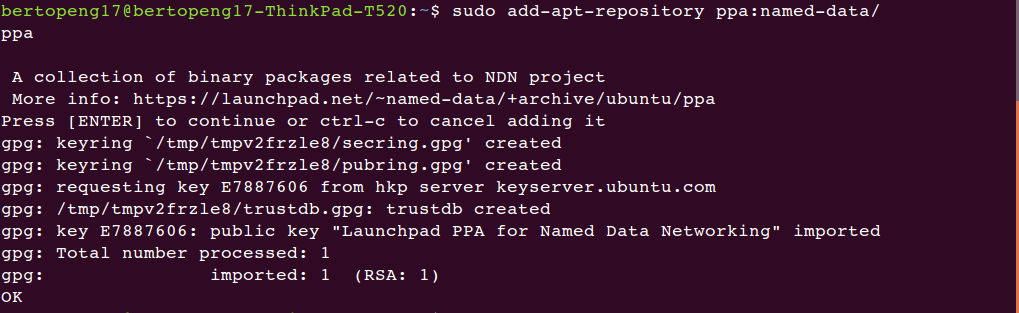 bertopeng17@bertopeng17-ThinkPad-T520:~$ sudo add-apt-repository ppa:named-data/
ppa
A collection of binary packages related to NDN project
More info: https://launchpad.net/~named-data/+archive/ubuntu/ppa
Press [ENTER] to continue or ctrl-c to cancel adding it
gpg: keyring `/tmp/tmpv2frzle8/secring.gpg' created
gpg: keyring `/tmp/tmpv2frzle8/pubring.gpg' created
gpg: requesting key E7887606 from hkp server keyserver.ubuntu.com
gpg: /tmp/tmpv2frzle8/trustdb.gpg: trustdb created
gpg: key E7887606: public key "Launchpad PPA for Named Data Networking" imported
gpg: Total number processed: 1
gpg:               imported: 1  (RSA: 1)
OK